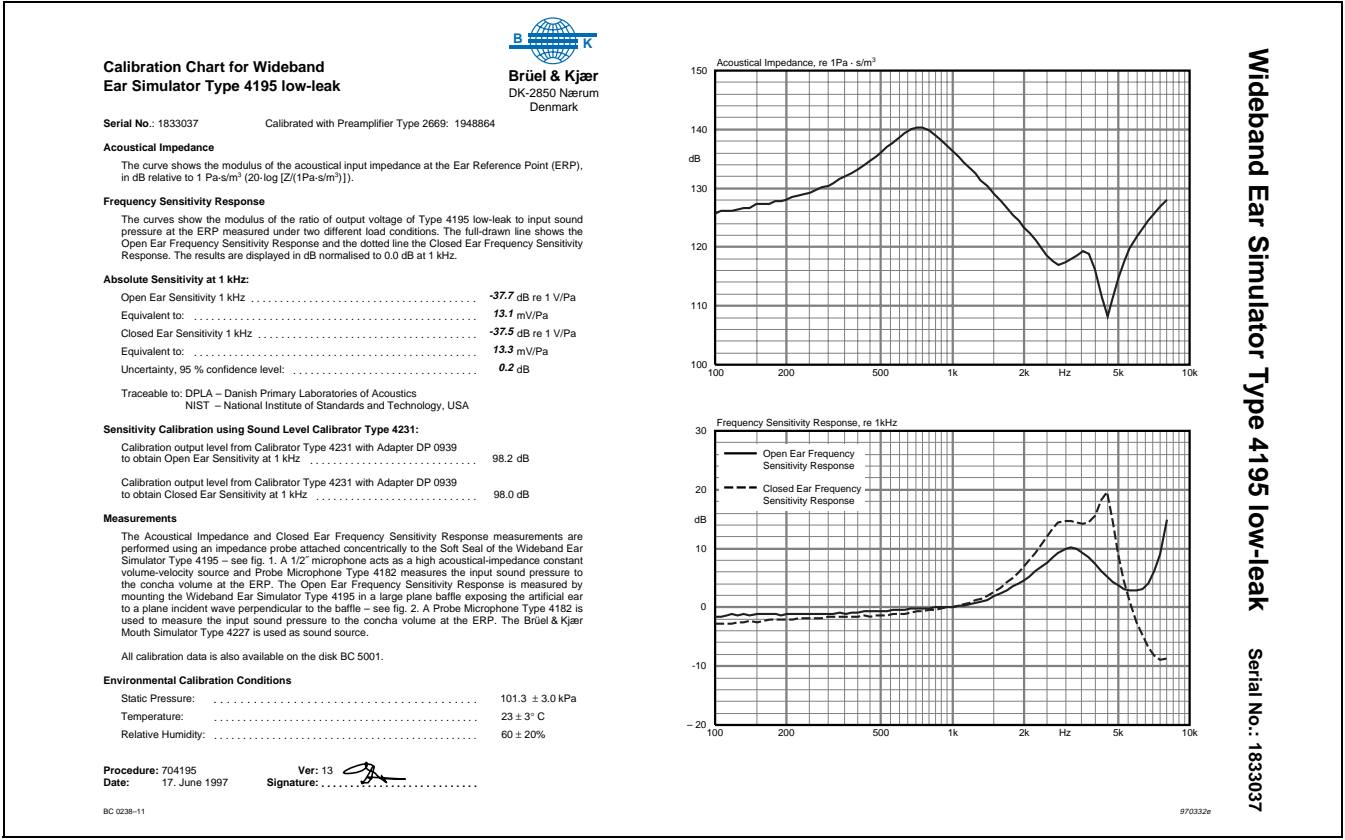 Calibration Chart for Wideband
Ear Simulator Type 4195 low-leak
B K
Brüel & Kjær
DK-2850 Nærum
Denmark
Serial No.: 1833037 Calibrated with Preamplifier Type 2669: 1948864
Acoustical Impedance
The curve shows the modulus of the acoustical input impedance at the Ear Reference Point (ERP),
in dB relative to 1 Pa·s/m³ (20·log [Z/(1Pa·s/m³)]).
Frequency Sensitivity Response
The curves show the modulus of the ratio of output voltage of Type 4195 low-leak to input sound
pressure at the ERP measured under two different load conditions. The full-drawn line shows the
Open Ear Frequency Sensitivity Response and the dotted line the Closed Ear Frequency Sensitivity
Response. The results are displayed in dB normalised to 0.0 dB at 1 kHz.
Absolute Sensitivity at 1 kHz:
Open Ear Sensitivity 1 kHz . . . . . . . . . . . . . . . . . . . . -37.7 dB re 1 V/Pa
Equivalent to: . . . . . . . . . . . . . . . . . . . . 13.1 mV/Pa
Closed Ear Sensitivity 1 kHz . . . . . . . . . . . . . . . . . . . . -37.5 dB re 1 V/Pa
Equivalent to: . . . . . . . . . . . . . . . . . . . . 13.3 mV/Pa
Uncertainty, 95 % confidence level: . . . . . . . . . . . . . . . . . . . . 0.2 dB
Traceable to: DPLA – Danish Primary Laboratories of Acoustics
NIST – National Institute of Standards and Technology, USA
Sensitivity Calibration using Sound Level Calibrator Type 4231:
Calibration output level from Calibrator Type 4231 with Adapter DP 0939
to obtain Open Ear Sensitivity at 1 kHz . . . . . . . . . . . . . . . . . . . . 98.2 dB
Calibration output level from Calibrator Type 4231 with Adapter DP 0939
to obtain Closed Ear Sensitivity at 1 kHz . . . . . . . . . . . . . . . . . . . . 98.0 dB
Measurements
The Acoustical Impedance and Closed Ear Frequency Sensitivity Response measurements are
performed using an impedance probe attached concentrically to the Soft Seal of the Wideband Ear
Simulator Type 4195 – see fig. 1. A 1/2″ microphone acts as a high acoustical-impedance constant
volume-velocity source and Probe Microphone Type 4182 measures the input sound pressure to
the concha volume at the ERP. The Open Ear Frequency Sensitivity Response is measured by
mounting the Wideband Ear Simulator Type 4195 in a large plane baffle exposing the artificial ear
to a plane incident wave perpendicular to the baffle – see fig. 2. A Probe Microphone Type 4182 is
used to measure the input sound pressure to the concha volume at the ERP. The Brüel & Kjær
Mouth Simulator Type 4227 is used as sound source.
All calibration data is also available on the disk BC 5001.
Environmental Calibration Conditions
Static Pressure: . . . . . . . . . . . . . . . . . . . . 101.3 ± 3.0 kPa
Temperature: . . . . . . . . . . . . . . . . . . . . 23 ± 3° C
Relative Humidity: . . . . . . . . . . . . . . . . . . . . 60 ± 20%
Procedure: 704195 Ver: 13
Date: 17. June 1997 Signature: . . . . . . . . . . . . . . . . . . . .
BC 0238–11
Acoustical Impedance, re 1Pa · s/m³
150
140
dB
130
120
110
100
100 200 500 1k 2k Hz 5k 10k
Frequency Sensitivity Response, re 1kHz
30
Open Ear Frequency
Sensitivity Response
20
Closed Ear Frequency
Sensitivity Response
dB
10
0
-10
– 20
100 200 500 1k 2k Hz 5k 10k
970332e
Wideband Ear Simulator Type 4195 low-leak Serial No.: 1833037